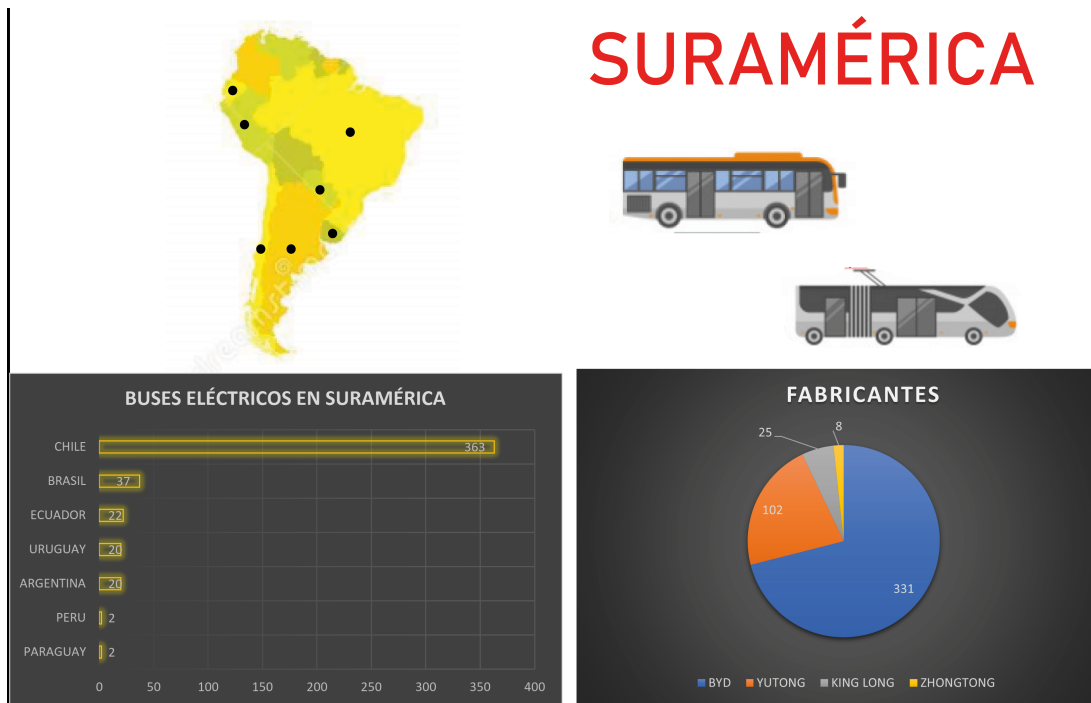 SURAMÉRICA
BUSES ELÉCTRICOS EN SURAMÉRICA
CHILE 363
BRASIL 37
ECUADOR 22
URUGUAY 20
ARGENTINA 20
PERU 2
PARAGUAY 2
0 50 100 150 200 250 300 350 400
FABRICANTES
8
25
102
331
BYD YUTONG KING LONG ZHONGTONG